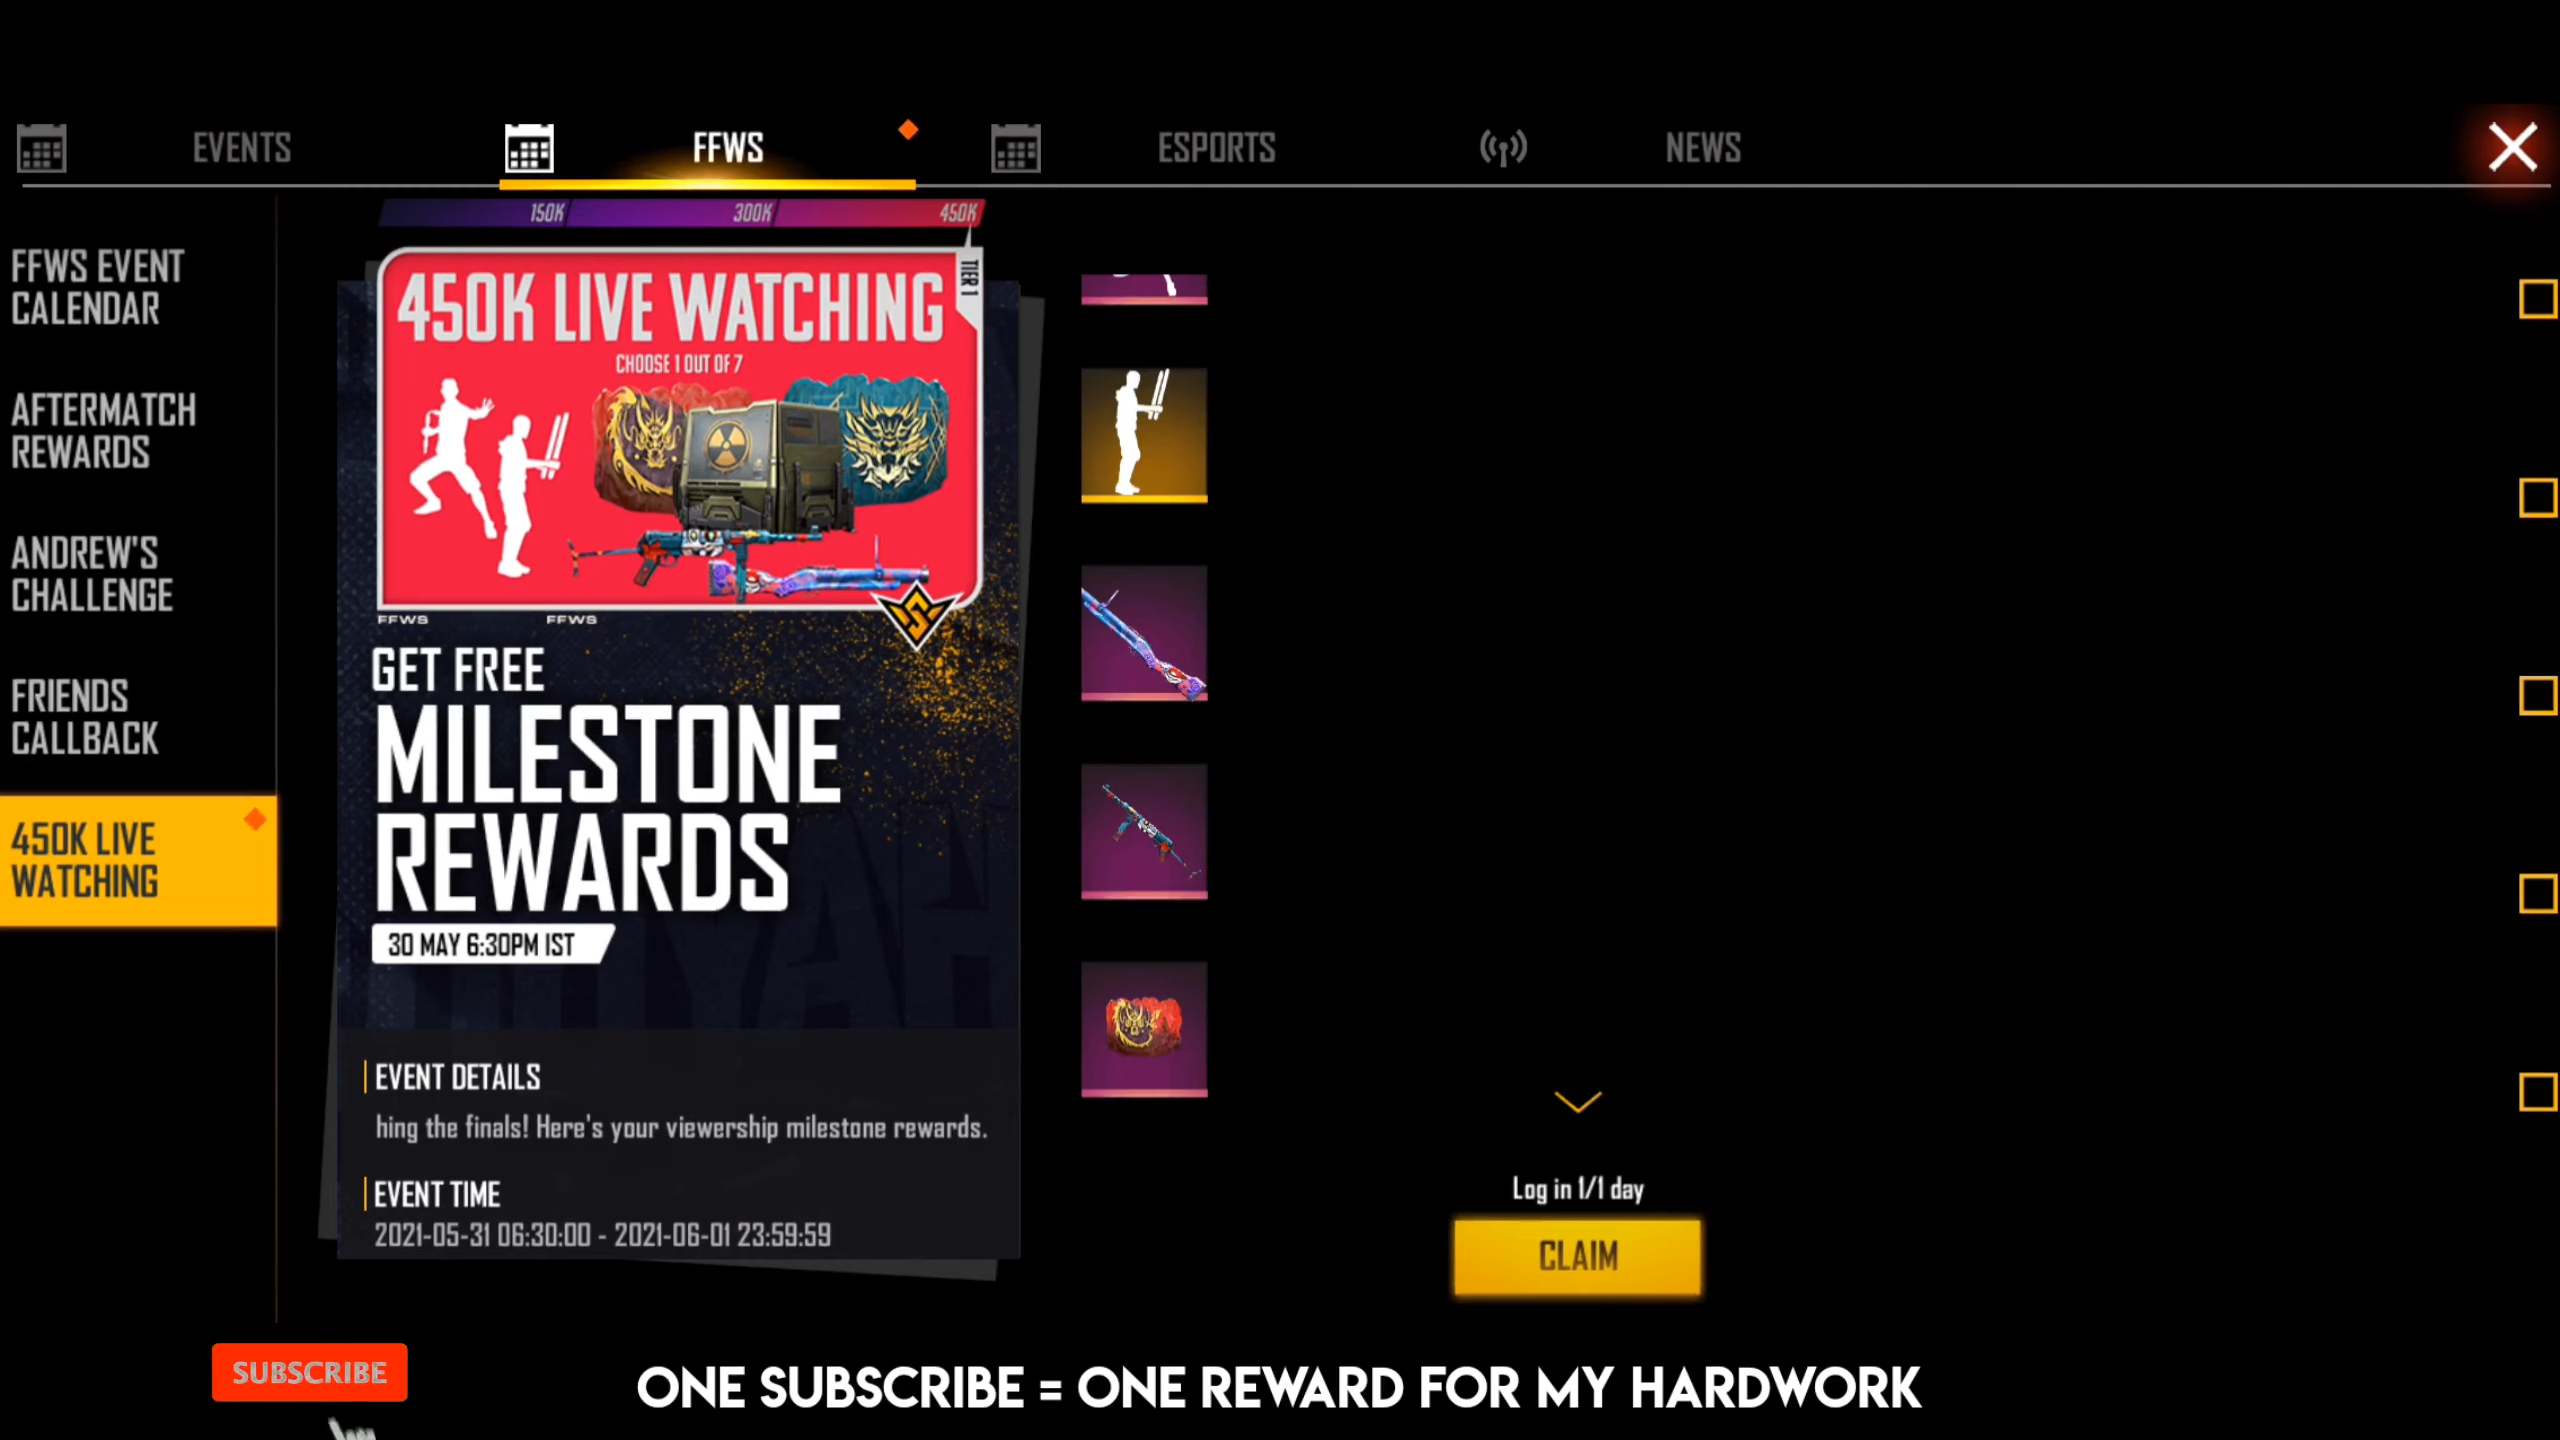 EVENTS
FFWS
ESPORTS
NEWS
FFWS EVENT
CALENDAR
AFTERMATCH
REWARDS
ANDREW'S
CHALLENGE
FRIENDS
CALLBACK
450K LIVE
WATCHING
150K
300K
450K
TIER 1
450K LIVE WATCHING
CHOOSE 1 OUT OF 7
FFWS
FFWS
GET FREE
MILESTONE
REWARDS
30 MAY 6:30PM IST
EVENT DETAILS
hing the finals! Here's your viewership milestone rewards.
EVENT TIME
2021-05-31 06:30:00 - 2021-06-01 23:59:59
Log in 1/1 day
CLAIM
SUBSCRIBE
ONE SUBSCRIBE = ONE REWARD FOR MY HARDWORK